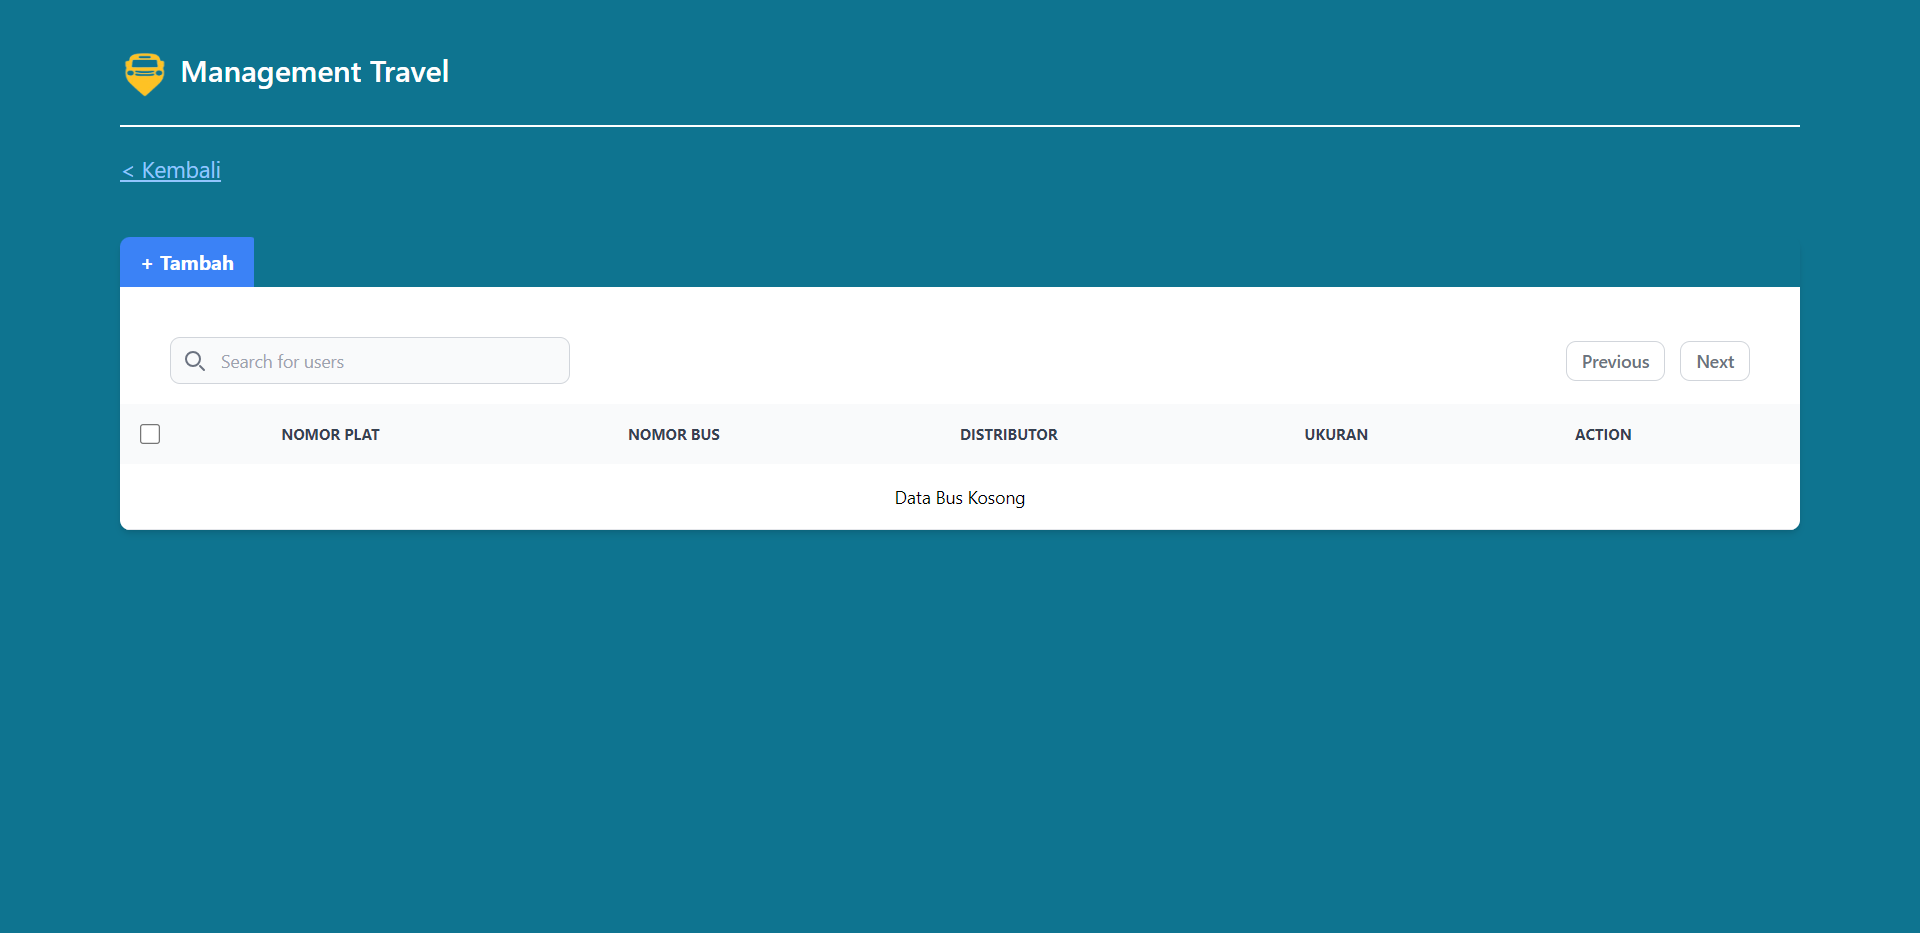 Management Travel
< Kembali
+ Tambah
Search for users
Previous
Next
NOMOR PLAT
NOMOR BUS
DISTRIBUTOR
UKURAN
ACTION
Data Bus Kosong